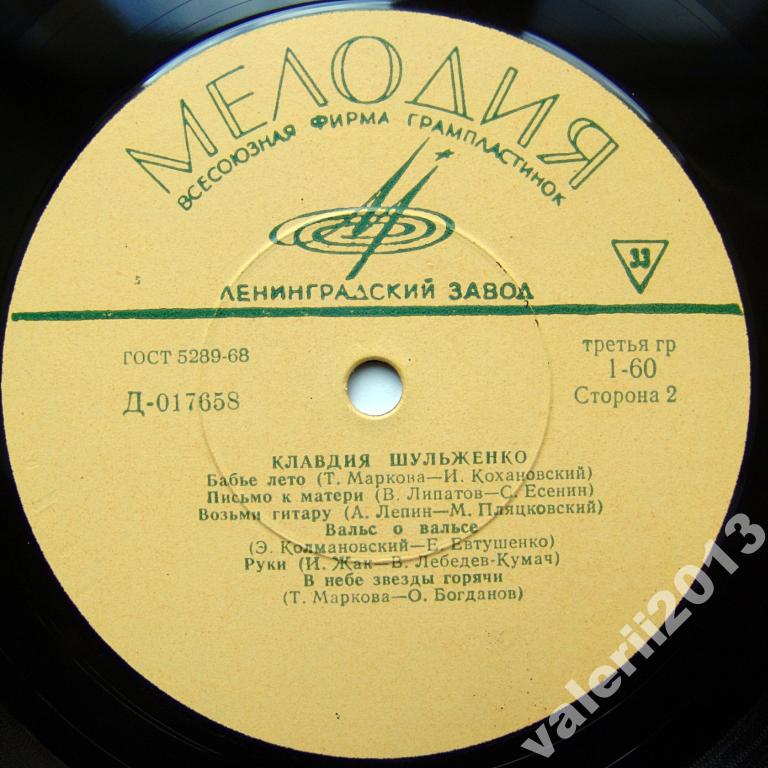 МЕЛОДИЯ
ВСЕСОЮЗНАЯ ФИРМА ГРАМПЛАСТИНОК
33
ЛЕНИНГРАДСКИЙ ЗАВОД
ГОСТ 5289-68
третья гр
1-60
Д-017658
Сторона 2
КЛАВДИЯ ШУЛЬЖЕНКО
Бабье лето (Т. Маркова—И. Кохановский)
Письмо к матери (В. Липатов—С. Есенин)
Возьми гитару (А. Лепин—М. Пляцковский)
Вальс о вальсе
(Э. Колмановский—Е. Евтушенко)
Руки (И. Жак—В. Лебедев-Кумач)
В небе звезды горячи
(Т. Маркова—О. Богданов)
valerii2013